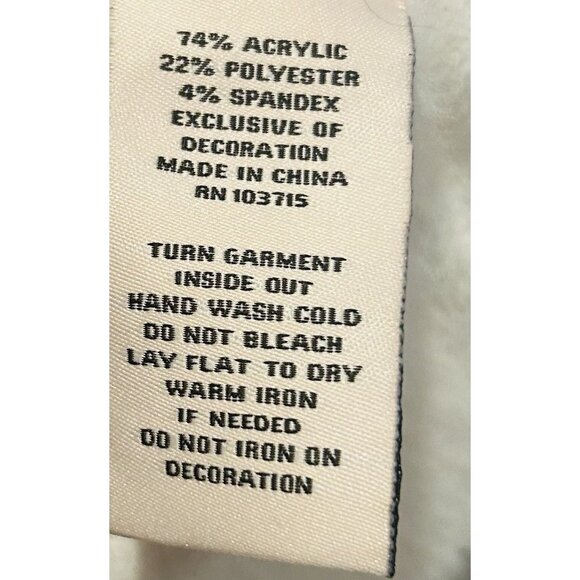 74% ACRYLIC
22% POLYESTER
4% SPANDEX
EXCLUSIVE OF
DECORATION
MADE IN CHINA
RN 103715
TURN GARMENT
INSIDE OUT
HAND WASH COLD
DO NOT BLEACH
LAY FLAT TO DRY
WARM IRON
IF NEEDED
DO NOT IRON ON
DECORATION